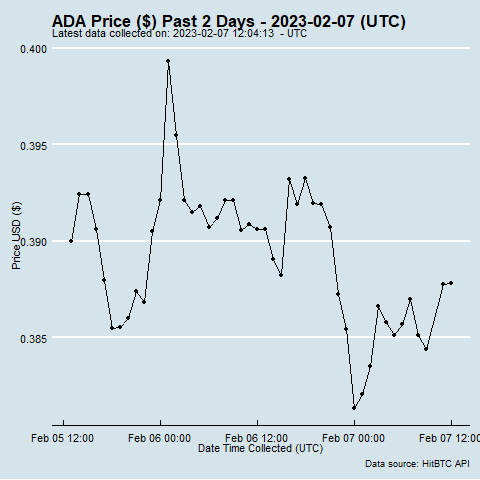 ADA Price ($) Past 2 Days - 2023-02-07 (UTC)
Latest data collected on: 2023-02-07 12:04:13  - UTC
0.400
0.395
0.390
0.385
Price USD ($)
Feb 05 12:00
Feb 06 00:00
Feb 06 12:00
Feb 07 00:00
Feb 07 12:00
Date Time Collected (UTC)
Data source: HitBTC API